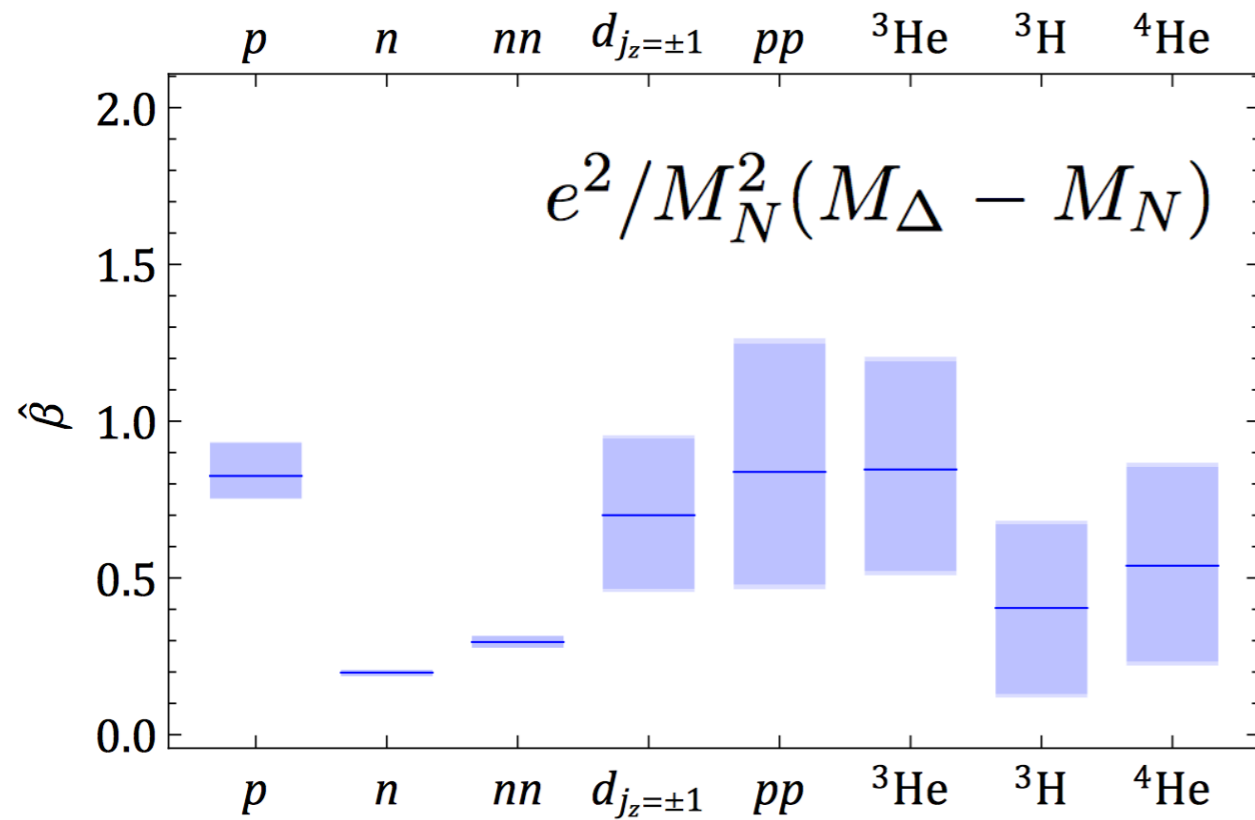 p n nn d_{j_z=±1} pp ³He ³H ⁴He
2.0
e²/M_N²(M_Δ − M_N)
1.5
1.0
β̂
0.5
0.0
p n nn d_{j_z=±1} pp ³He ³H ⁴He